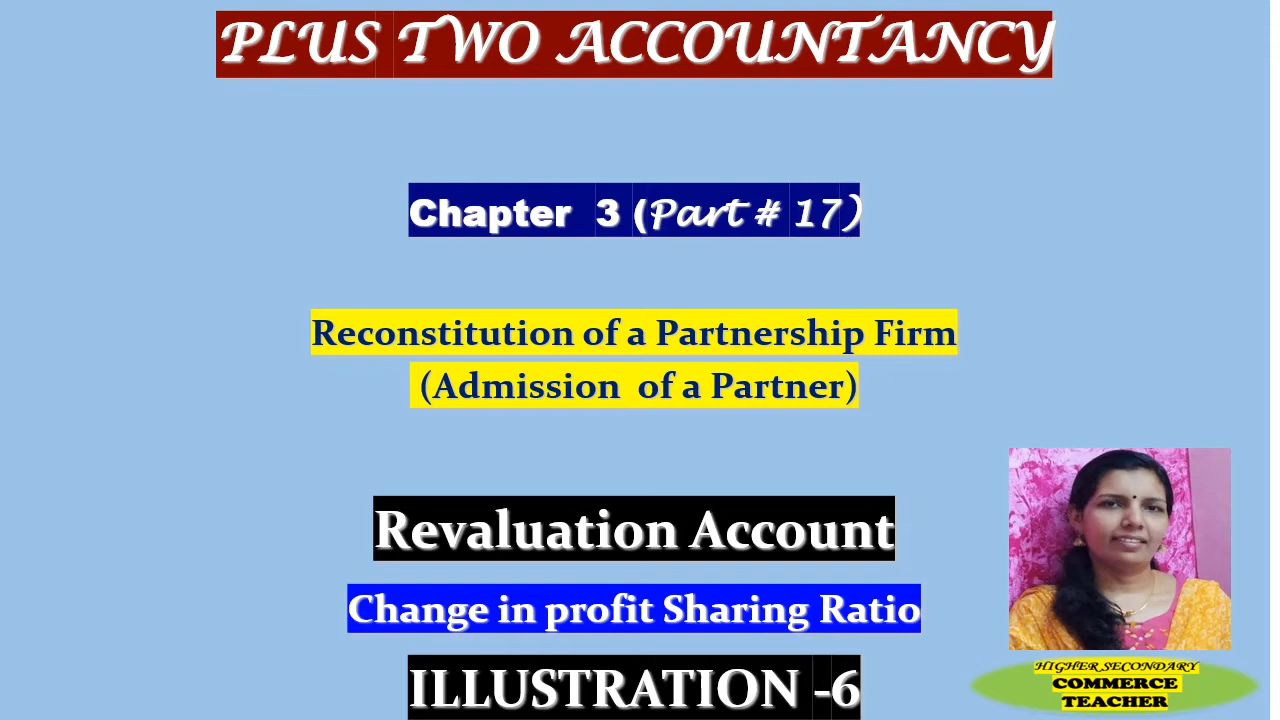 PLUS TWO ACCOUNTANCY
Chapter 3 (Part # 17)
Reconstitution of a Partnership Firm
(Admission of a Partner)
Revaluation Account
Change in profit Sharing Ratio
ILLUSTRATION -6
HIGHER SECONDARY
COMMERCE
TEACHER